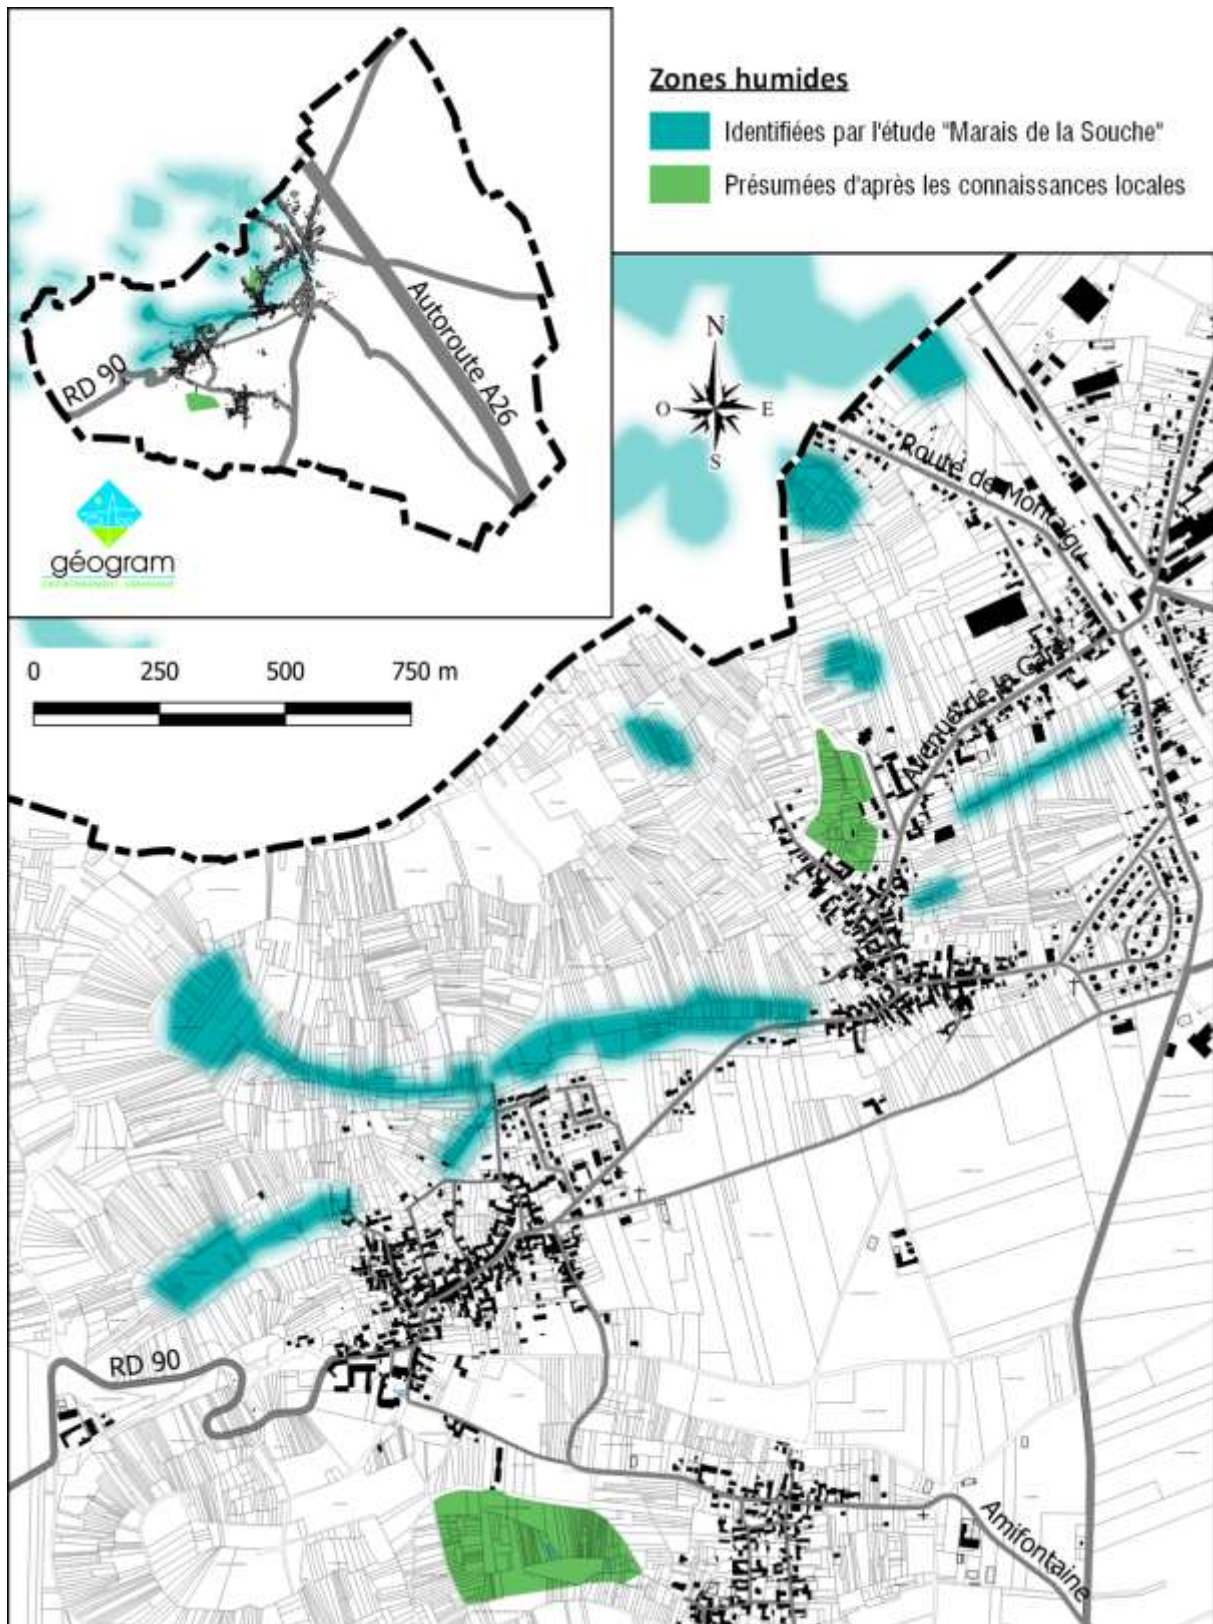 Zones humides
Identifiées par l'étude "Marais de la Souche"
Présumées d'après les connaissances locales
Autoroute A26
RD 90
géogram
N
O
E
S
0 250 500 750 m
Route de Montaigu
Avenue de la Gare
RD 90
Amifontaine